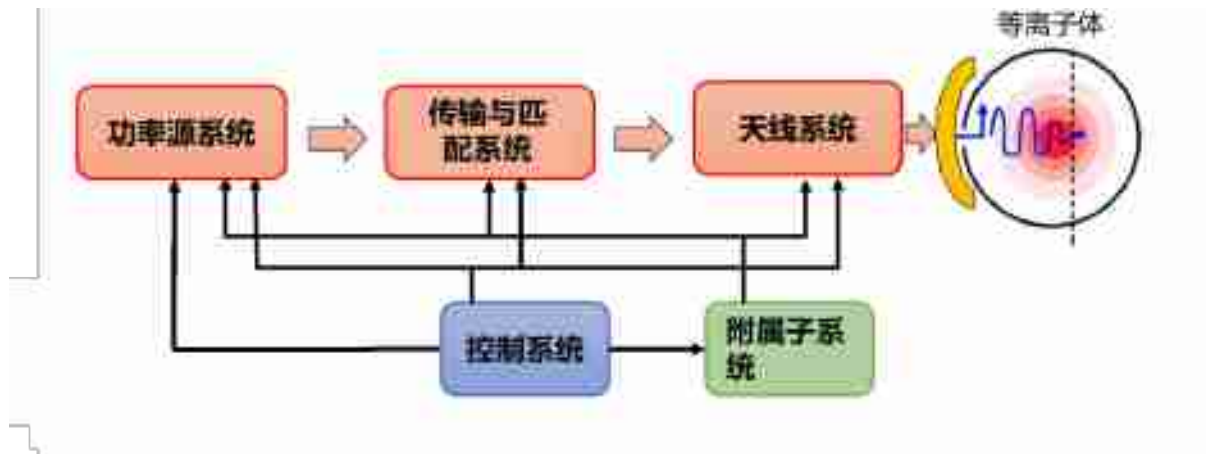 等离子体
功率源系统
传输与匹
配系统
天线系统
控制系统
附属子系
统